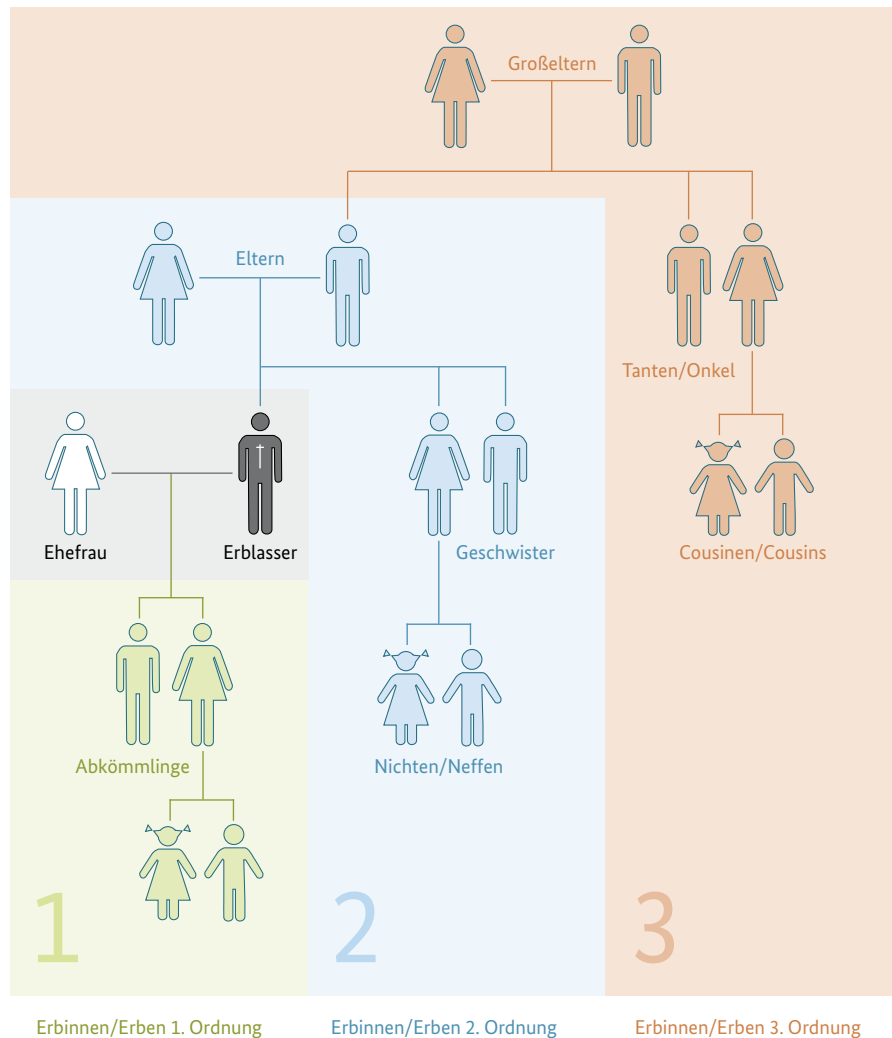 Großeltern
Eltern
Tanten/Onkel
Ehefrau
Erblasser
Geschwister
Cousinen/Cousins
Abkömmlinge
Nichten/Neffen
1
2
3
Erbinnen/Erben 1. Ordnung
Erbinnen/Erben 2. Ordnung
Erbinnen/Erben 3. Ordnung